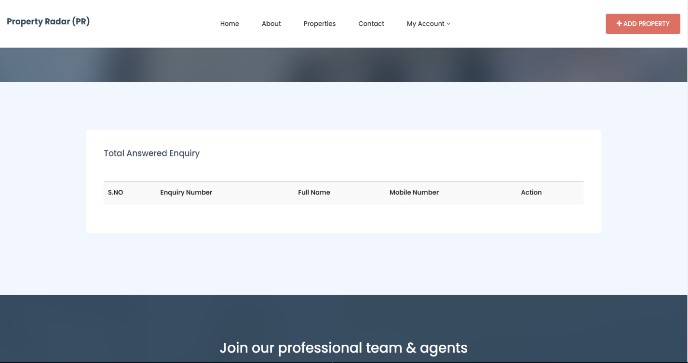 Property Radar (PR)
Home About Properties Contact My Account
+ ADD PROPERTY
Total Answered Enquiry
S.NO Enquiry Number Full Name Mobile Number Action
Join our professional team & agents